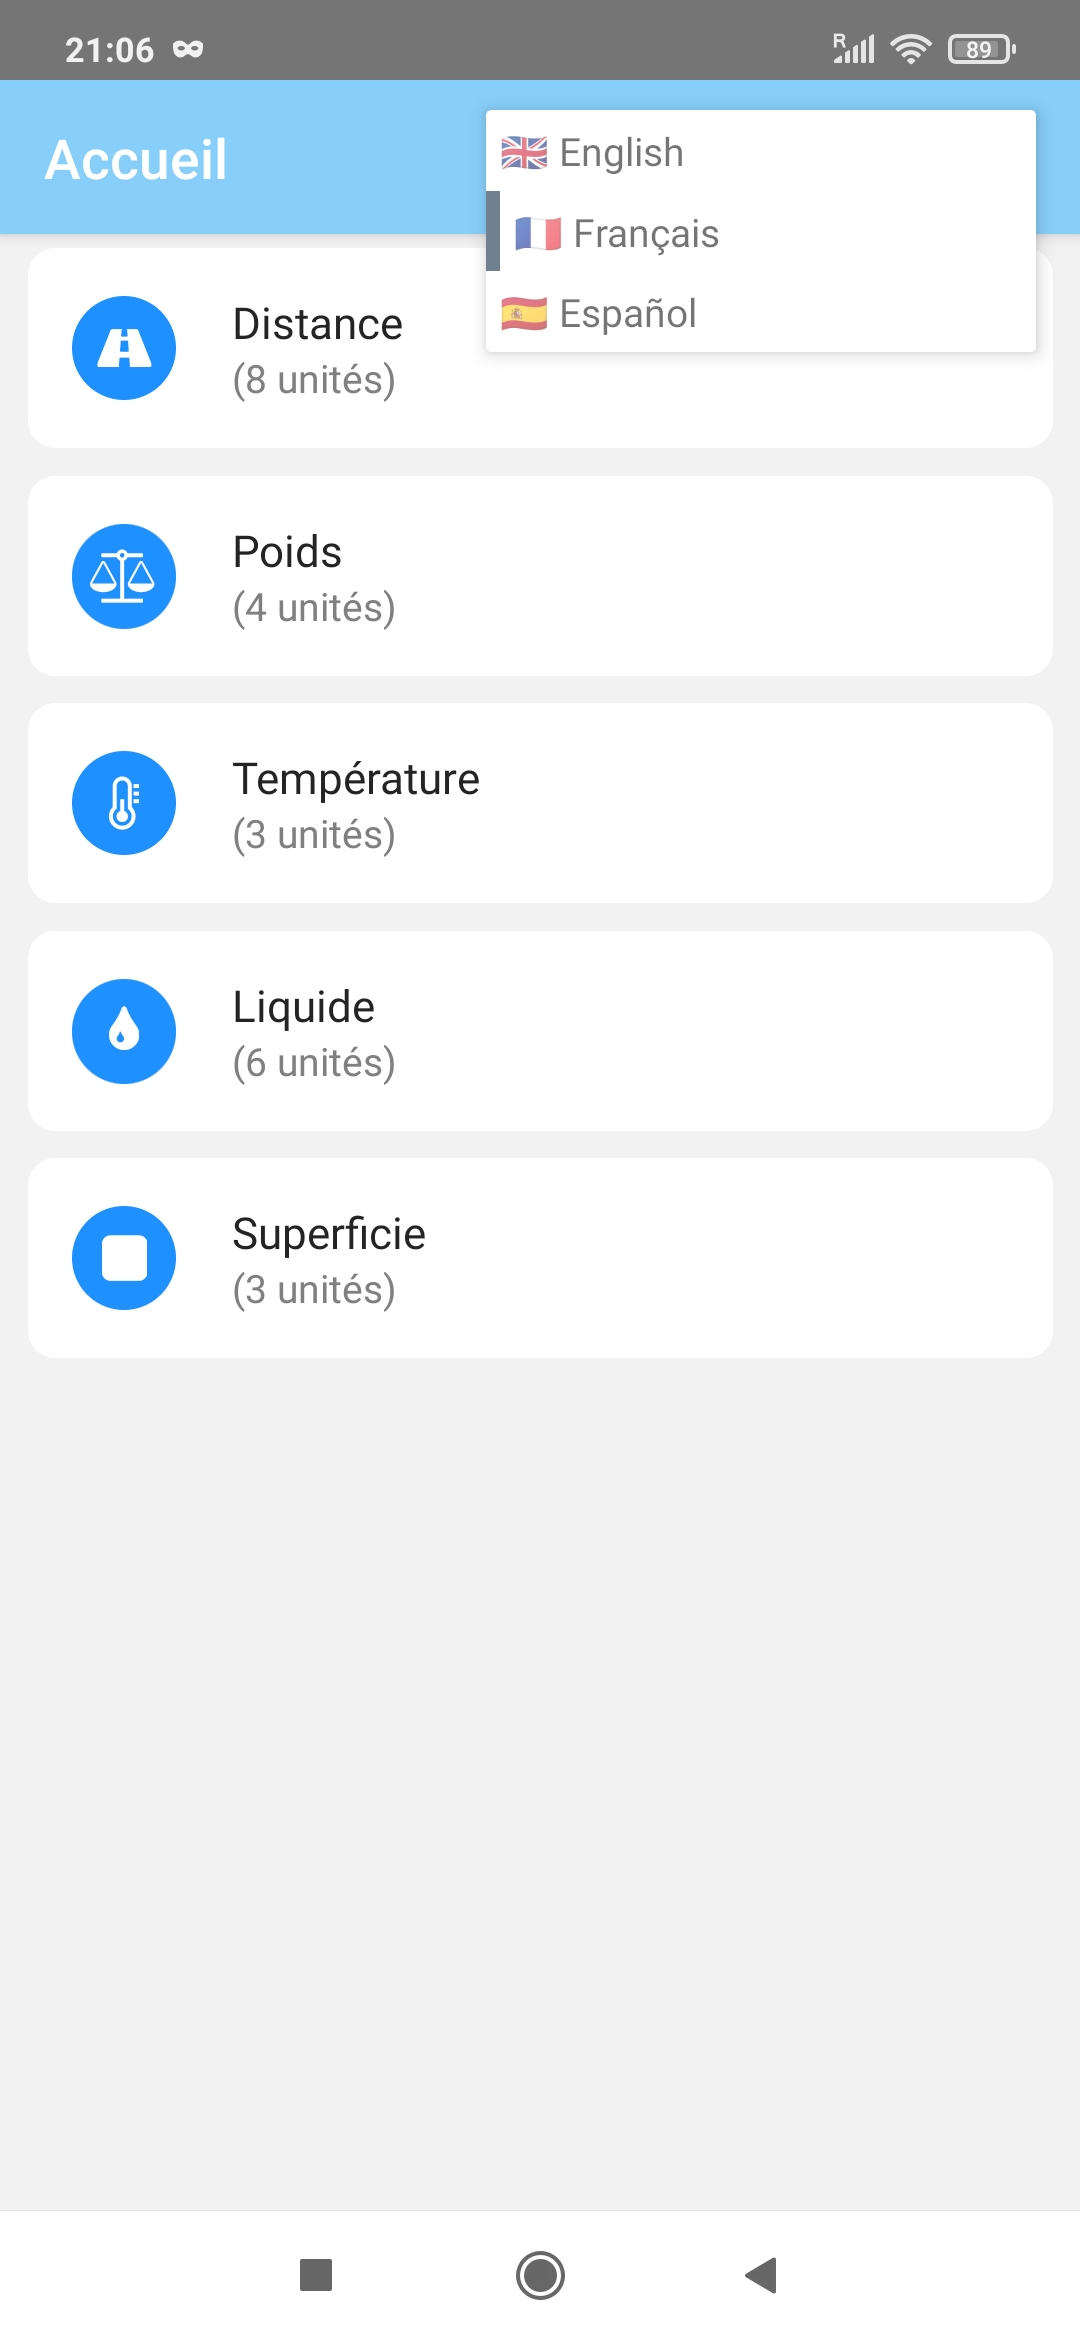 21:06
R
89
Accueil
English
Français
Español
Distance
(8 unités)
Poids
(4 unités)
Température
(3 unités)
Liquide
(6 unités)
Superficie
(3 unités)